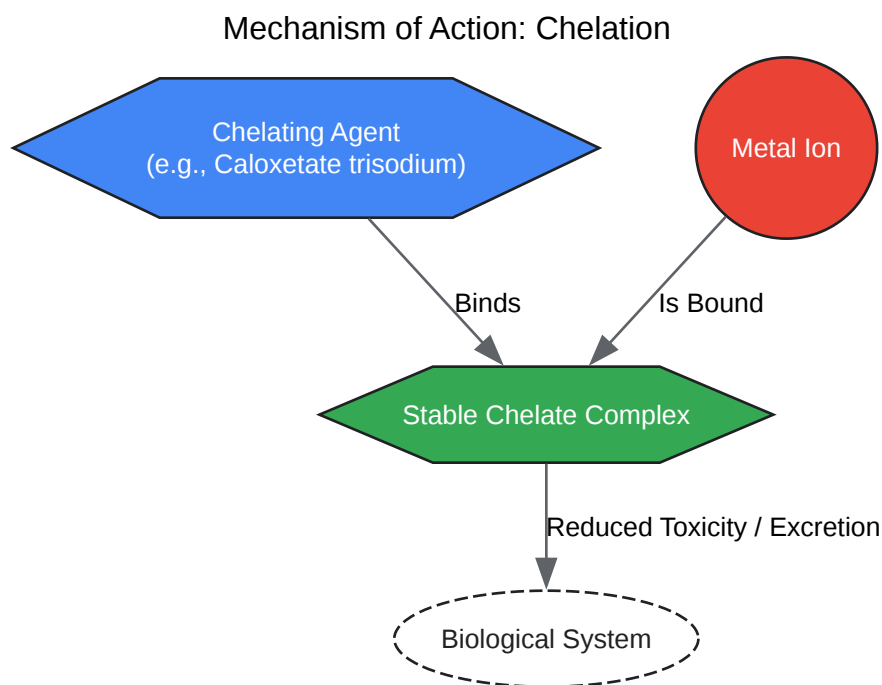 Mechanism of Action: Chelation
Chelating Agent
(e.g., Caloxetate trisodium)
Metal Ion
Binds
Is Bound
Stable Chelate Complex
Reduced Toxicity / Excretion
Biological System